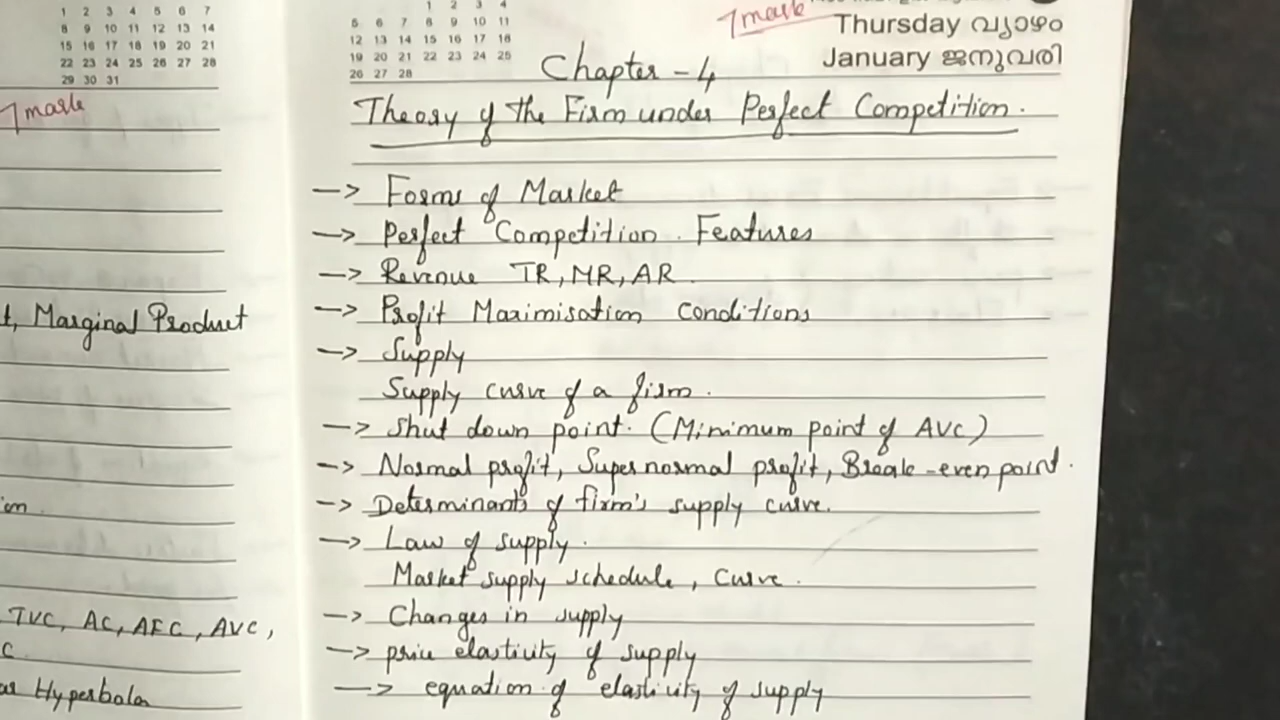 1 2 3 4 5 6 7
8 9 10 11 12 13 14
15 16 17 18 19 20 21
22 23 24 25 26 27 28
29 30 31
7 mark
t, Marginal Product
TVC, AC, AFC, AVC,
C
Hyperbola
1 2 3 4
5 6 7 8 9 10 11
12 13 14 15 16 17 18
19 20 21 22 23 24 25
26 27 28
7 mark
Thursday വ്യാഴം
January ജനുവരി
Chapter - 4
Theory of the Firm under Perfect Competition.
-> Forms of Market
-> Perfect Competition. Features
-> Revenue TR, MR, AR
-> Profit Maximisation Conditions
-> Supply
Supply curve of a firm.
-> Shut down point. (Minimum point of AVC)
-> Normal profit, Super normal profit, Break-even point.
-> Determinants of firm's supply curve.
-> Law of supply.
Market supply schedule, Curve.
-> Changes in supply
-> price elasticity of supply
-> equation of elasticity of supply